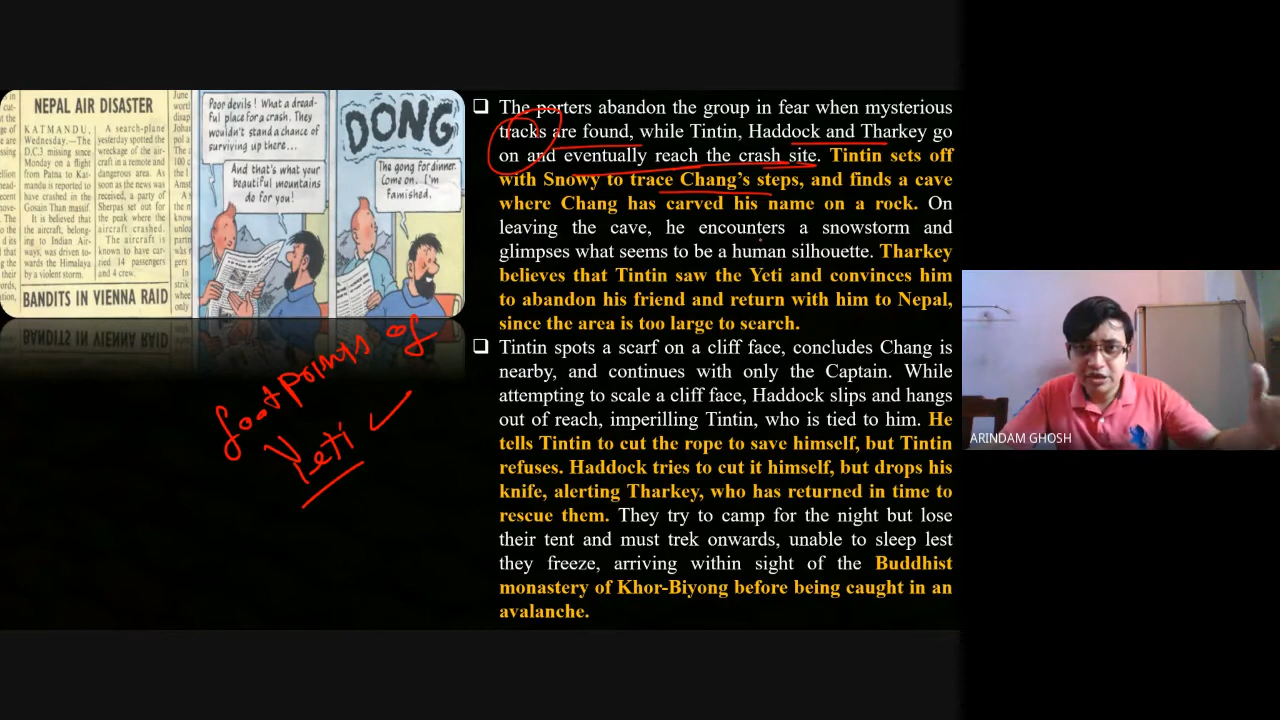 NEPAL AIR DISASTER
KATMANDU,
Wednesday.—The
D.C.3 missing since
Monday on a flight
from Patna to Kat-
mandu is reported to
have crashed in the
Gosain Than massif.
It is believed that
the aircraft, belong-
ing to Indian Air-
ways, was driven to-
wards the Himalaya
by a violent storm.
A search-plane
yesterday spotted the
wreckage of the air-
craft in a remote and
dangerous area. As
soon as the news was
received, a party of
Sherpas set out for
the peak where the
aircraft crashed.
The aircraft is
known to have car-
ried 14 passengers
and 4 crew.
BANDITS IN VIENNA RAID
Poor devils! What a dread-
ful place for a crash. They
wouldn't stand a chance of
surviving up there...
And that's what your
beautiful mountains
do for you!
DONG
The gong for dinner.
Come on. I'm
famished.
footprints of
Yeti
❑ The porters abandon the group in fear when mysterious
tracks are found, while Tintin, Haddock and Tharkey go
on and eventually reach the crash site. Tintin sets off
with Snowy to trace Chang's steps, and finds a cave
where Chang has carved his name on a rock. On
leaving the cave, he encounters a snowstorm and
glimpses what seems to be a human silhouette. Tharkey
believes that Tintin saw the Yeti and convinces him
to abandon his friend and return with him to Nepal,
since the area is too large to search.
❑ Tintin spots a scarf on a cliff face, concludes Chang is
nearby, and continues with only the Captain. While
attempting to scale a cliff face, Haddock slips and hangs
out of reach, imperilling Tintin, who is tied to him. He
tells Tintin to cut the rope to save himself, but Tintin
refuses. Haddock tries to cut it himself, but drops his
knife, alerting Tharkey, who has returned in time to
rescue them. They try to camp for the night but lose
their tent and must trek onwards, unable to sleep lest
they freeze, arriving within sight of the Buddhist
monastery of Khor-Biyong before being caught in an
avalanche.
ARINDAM GHOSH